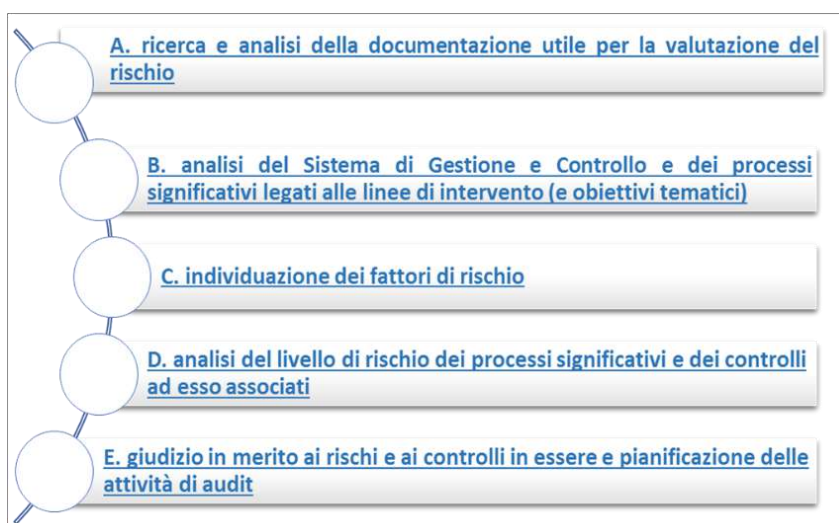 A. ricerca e analisi della documentazione utile per la valutazione del
rischio
B. analisi del Sistema di Gestione e Controllo e dei processi
significativi legati alle linee di intervento (e obiettivi tematici)
C. individuazione dei fattori di rischio
D. analisi del livello di rischio dei processi significativi e dei controlli
ad esso associati
E. giudizio in merito ai rischi e ai controlli in essere e pianificazione delle
attività di audit